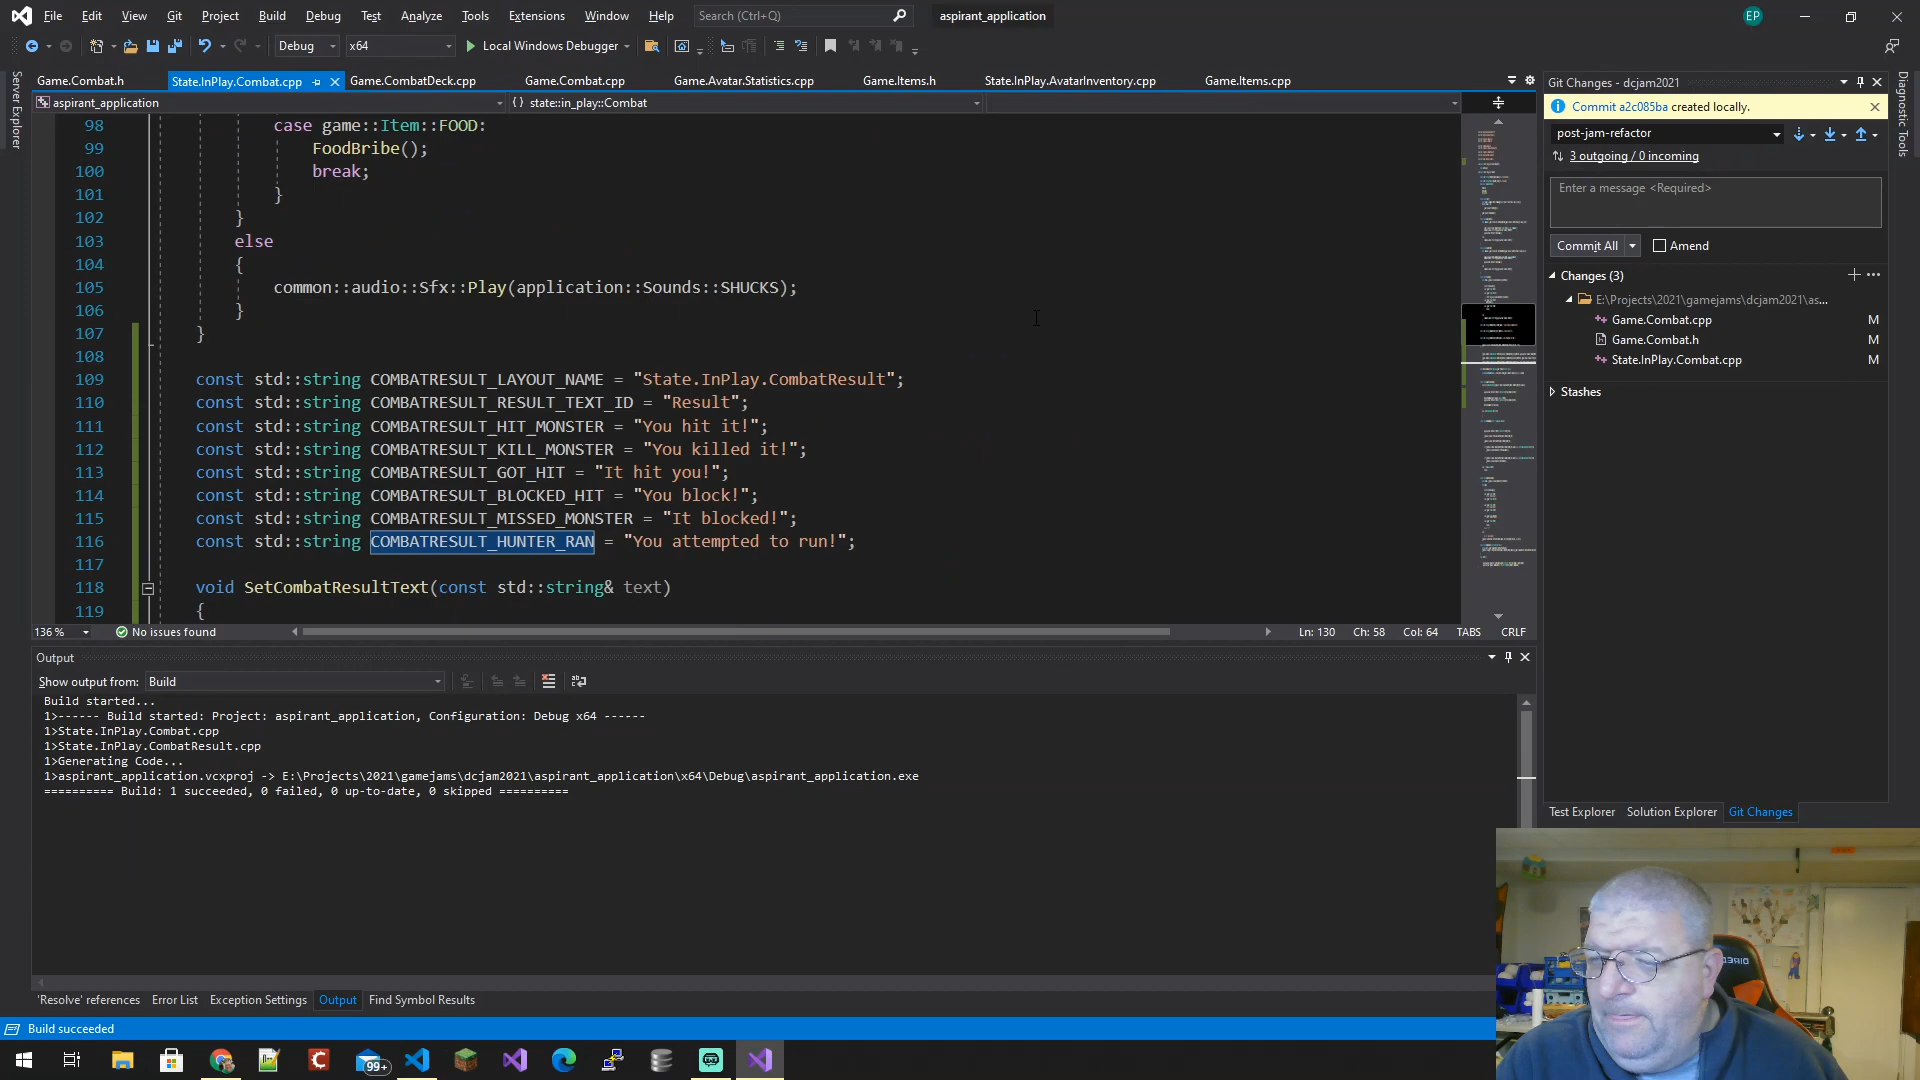 File Edit View Git Project Build Debug Test Analyze Tools Extensions Window Help Search (Ctrl+Q) aspirant_application EP
Debug x64 Local Windows Debugger
Game.Combat.h State.InPlay.Combat.cpp Game.CombatDeck.cpp Game.Combat.cpp Game.Avatar.Statistics.cpp Game.Items.h State.InPlay.AvatarInventory.cpp Game.Items.cpp
aspirant_application {} state::in_play::Combat
98 case game::Item::FOOD:
99 FoodBribe();
100 break;
101 }
102 }
103 else
104 {
105 common::audio::Sfx::Play(application::Sounds::SHUCKS);
106 }
107 }
108
109 const std::string COMBATRESULT_LAYOUT_NAME = "State.InPlay.CombatResult";
110 const std::string COMBATRESULT_RESULT_TEXT_ID = "Result";
111 const std::string COMBATRESULT_HIT_MONSTER = "You hit it!";
112 const std::string COMBATRESULT_KILL_MONSTER = "You killed it!";
113 const std::string COMBATRESULT_GOT_HIT = "It hit you!";
114 const std::string COMBATRESULT_BLOCKED_HIT = "You block!";
115 const std::string COMBATRESULT_MISSED_MONSTER = "It blocked!";
116 const std::string COMBATRESULT_HUNTER_RAN = "You attempted to run!";
117
118 void SetCombatResultText(const std::string& text)
119 {
136 % No issues found Ln: 130 Ch: 58 Col: 64 TABS CRLF
Output
Show output from: Build
Build started...
1>------ Build started: Project: aspirant_application, Configuration: Debug x64 ------
1>State.InPlay.Combat.cpp
1>State.InPlay.CombatResult.cpp
1>Generating Code...
1>aspirant_application.vcxproj -> E:\Projects\2021\gamejams\dcjam2021\aspirant_application\x64\Debug\aspirant_application.exe
========== Build: 1 succeeded, 0 failed, 0 up-to-date, 0 skipped ==========
'Resolve' references Error List Exception Settings Output Find Symbol Results
Build succeeded
Server Explorer
Git Changes - dcjam2021
Commit a2c085ba created locally.
post-jam-refactor
3 outgoing / 0 incoming
Enter a message <Required>
Commit All Amend
Changes (3)
E:\Projects\2021\gamejams\dcjam2021\as...
Game.Combat.cpp M
Game.Combat.h M
State.InPlay.Combat.cpp M
Stashes
Test Explorer Solution Explorer Git Changes
Diagnostic Tools
99+